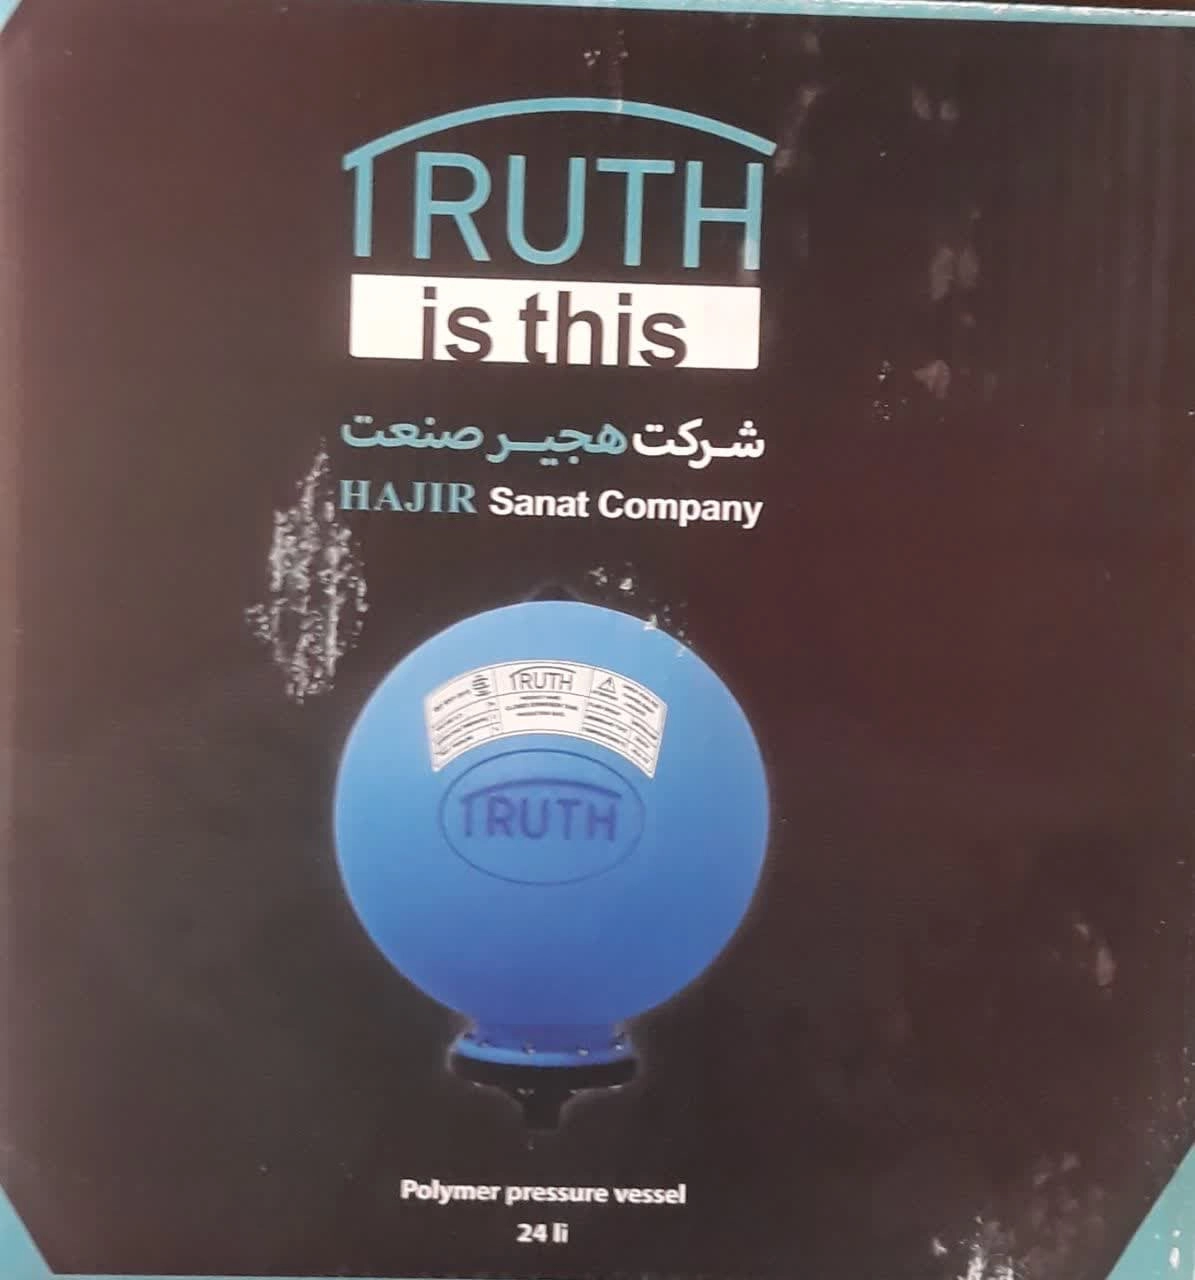 TRUTH
is this
شرکت هجیر صنعت
HAJIR Sanat Company
TRUTH
TRUTH
Polymer pressure vessel
24 li